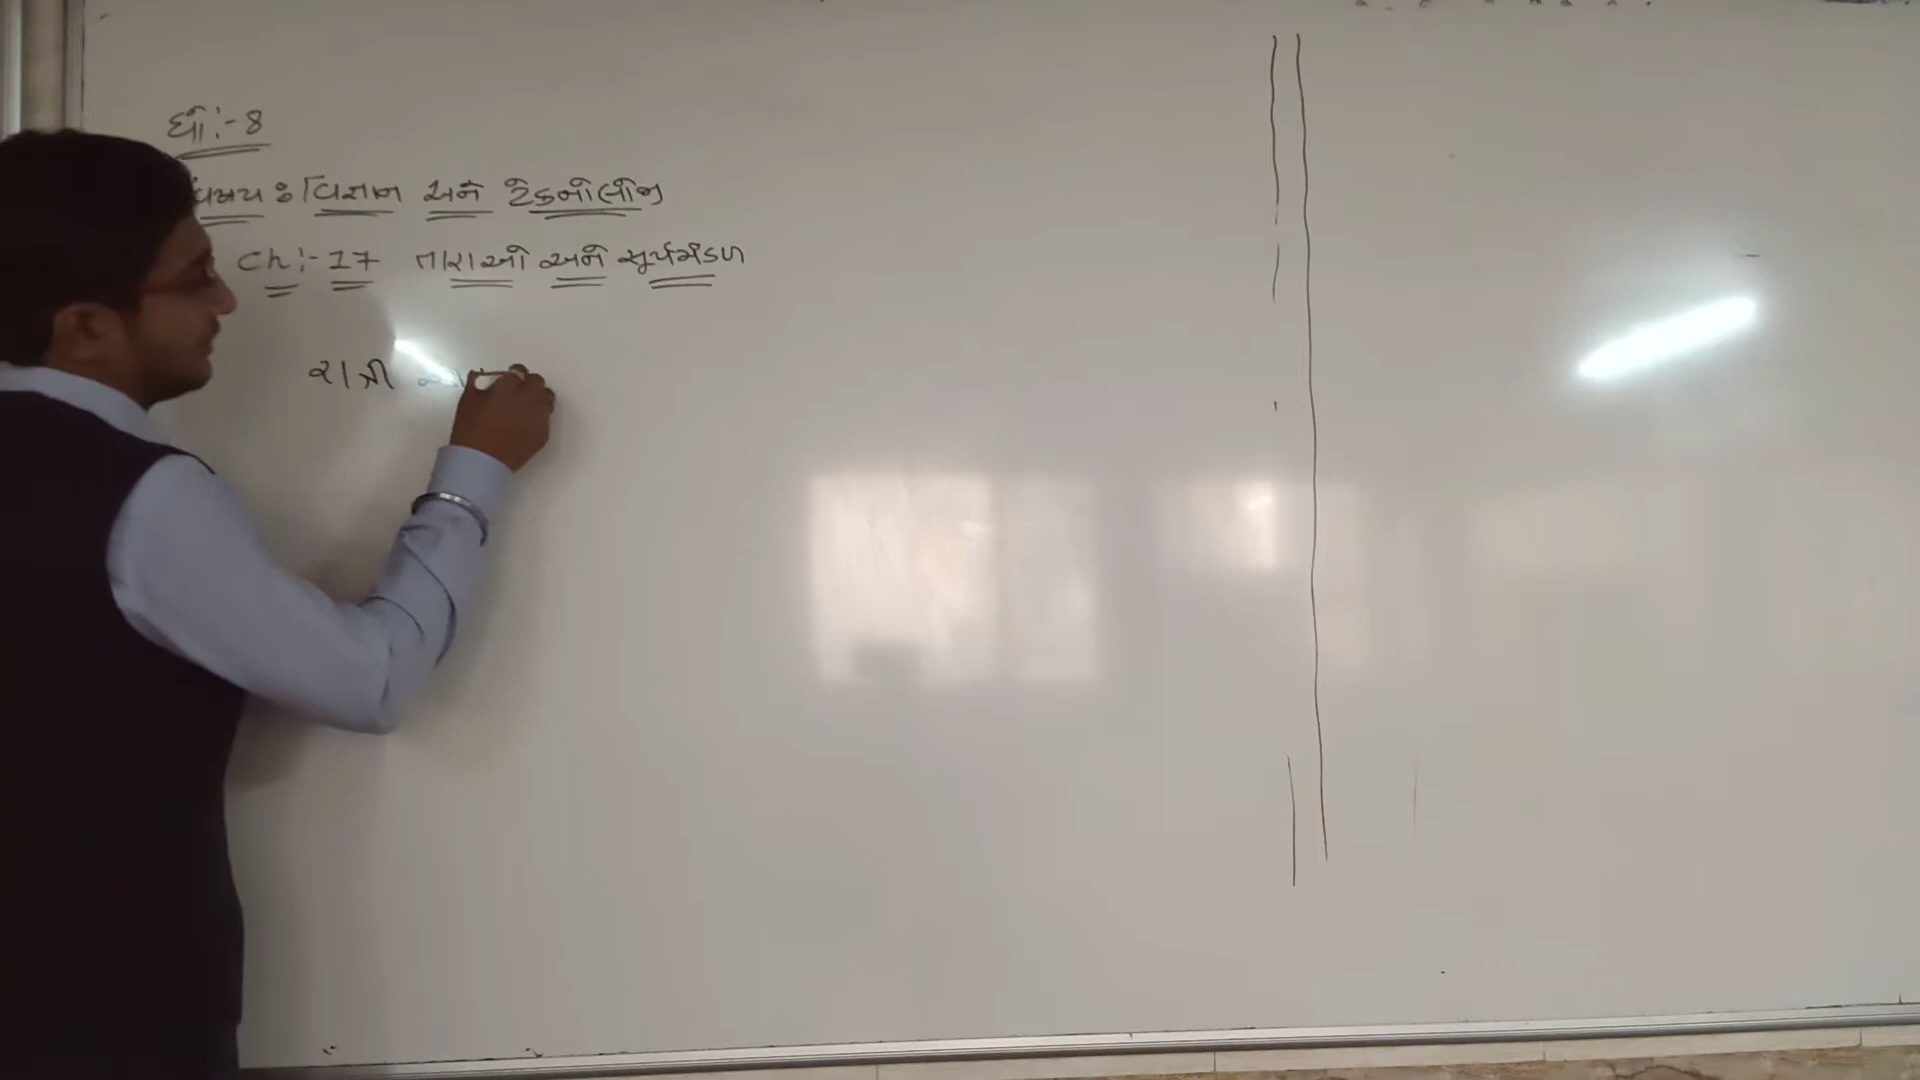 ધો:-8
વિષય : વિજ્ઞાન અને ટેકનોલોજી
Ch:-17 તારાઓ અને સૂર્યમંડળ
રાત્રી